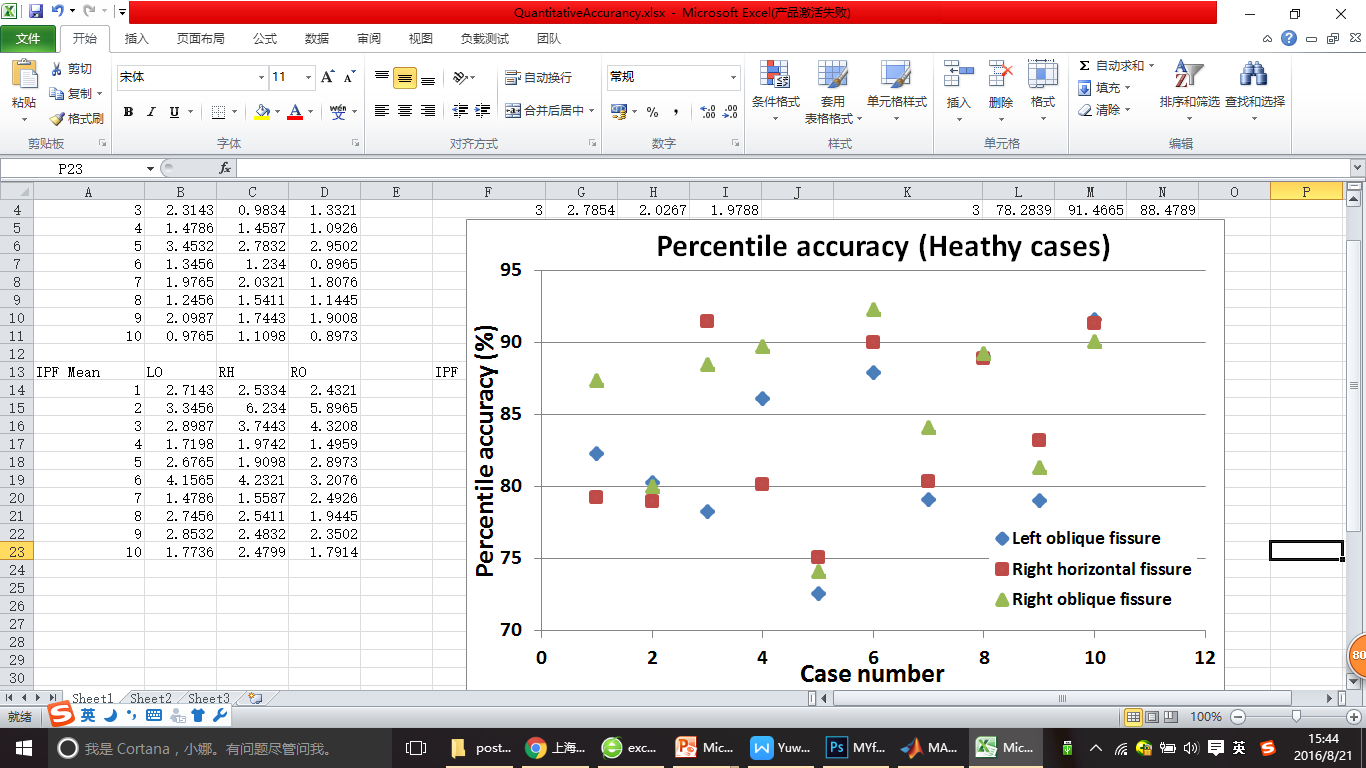 QuantitativeAccurancy.xlsx - Microsoft Excel(产品激活失败)
文件 开始 插入 页面布局 公式 数据 审阅 视图 负载测试 团队
粘贴 剪切 复制 格式刷
宋体 11
B I U A wén
自动换行
合并后居中
常规
% , .00
条件格式 套用表格格式 单元格样式
插入 删除 格式
Σ 自动求和 填充 清除
排序和筛选 查找和选择
剪贴板 字体 对齐方式 数字 样式 单元格 编辑
P23 fx
A B C D E F G H I J K L M N O P
4 3 2.3143 0.9834 1.3321 3 2.7854 2.0267 1.9788 3 78.2839 91.4665 88.4789
5 4 1.4786 1.4587 1.0926
6 5 3.4532 2.7832 2.9502
7 6 1.3456 1.234 0.8965
8 7 1.9765 2.0321 1.8076
9 8 1.2456 1.5411 1.1445
10 9 2.0987 1.7443 1.9008
11 10 0.9765 1.1098 0.8973
12
13 IPF Mean LO RH RO IPF
14 1 2.7143 2.5334 2.4321
15 2 3.3456 6.234 5.8965
16 3 2.8987 3.7443 4.3208
17 4 1.7198 1.9742 1.4959
18 5 2.6765 1.9098 2.8973
19 6 4.1565 4.2321 3.2076
20 7 1.4786 1.5587 2.4926
21 8 2.7456 2.5411 1.9445
22 9 2.8532 2.4832 2.3502
23 10 1.7736 2.4799 1.7914
24
25
26
27
28
29
30
Percentile accuracy (Heathy cases)
Percentile accuracy (%)
95
90
85
80
75
70
0 2 4 6 8 10 12
Case number
Left oblique fissure
Right horizontal fissure
Right oblique fissure
80
Sheet1 Sheet2 Sheet3
就绪 英 100%
我是 Cortana，小娜。有问题尽管问我。
post... 上海... exc... Mic... Yuw... MYf... MA... Mic...
英
15:44
2016/8/21